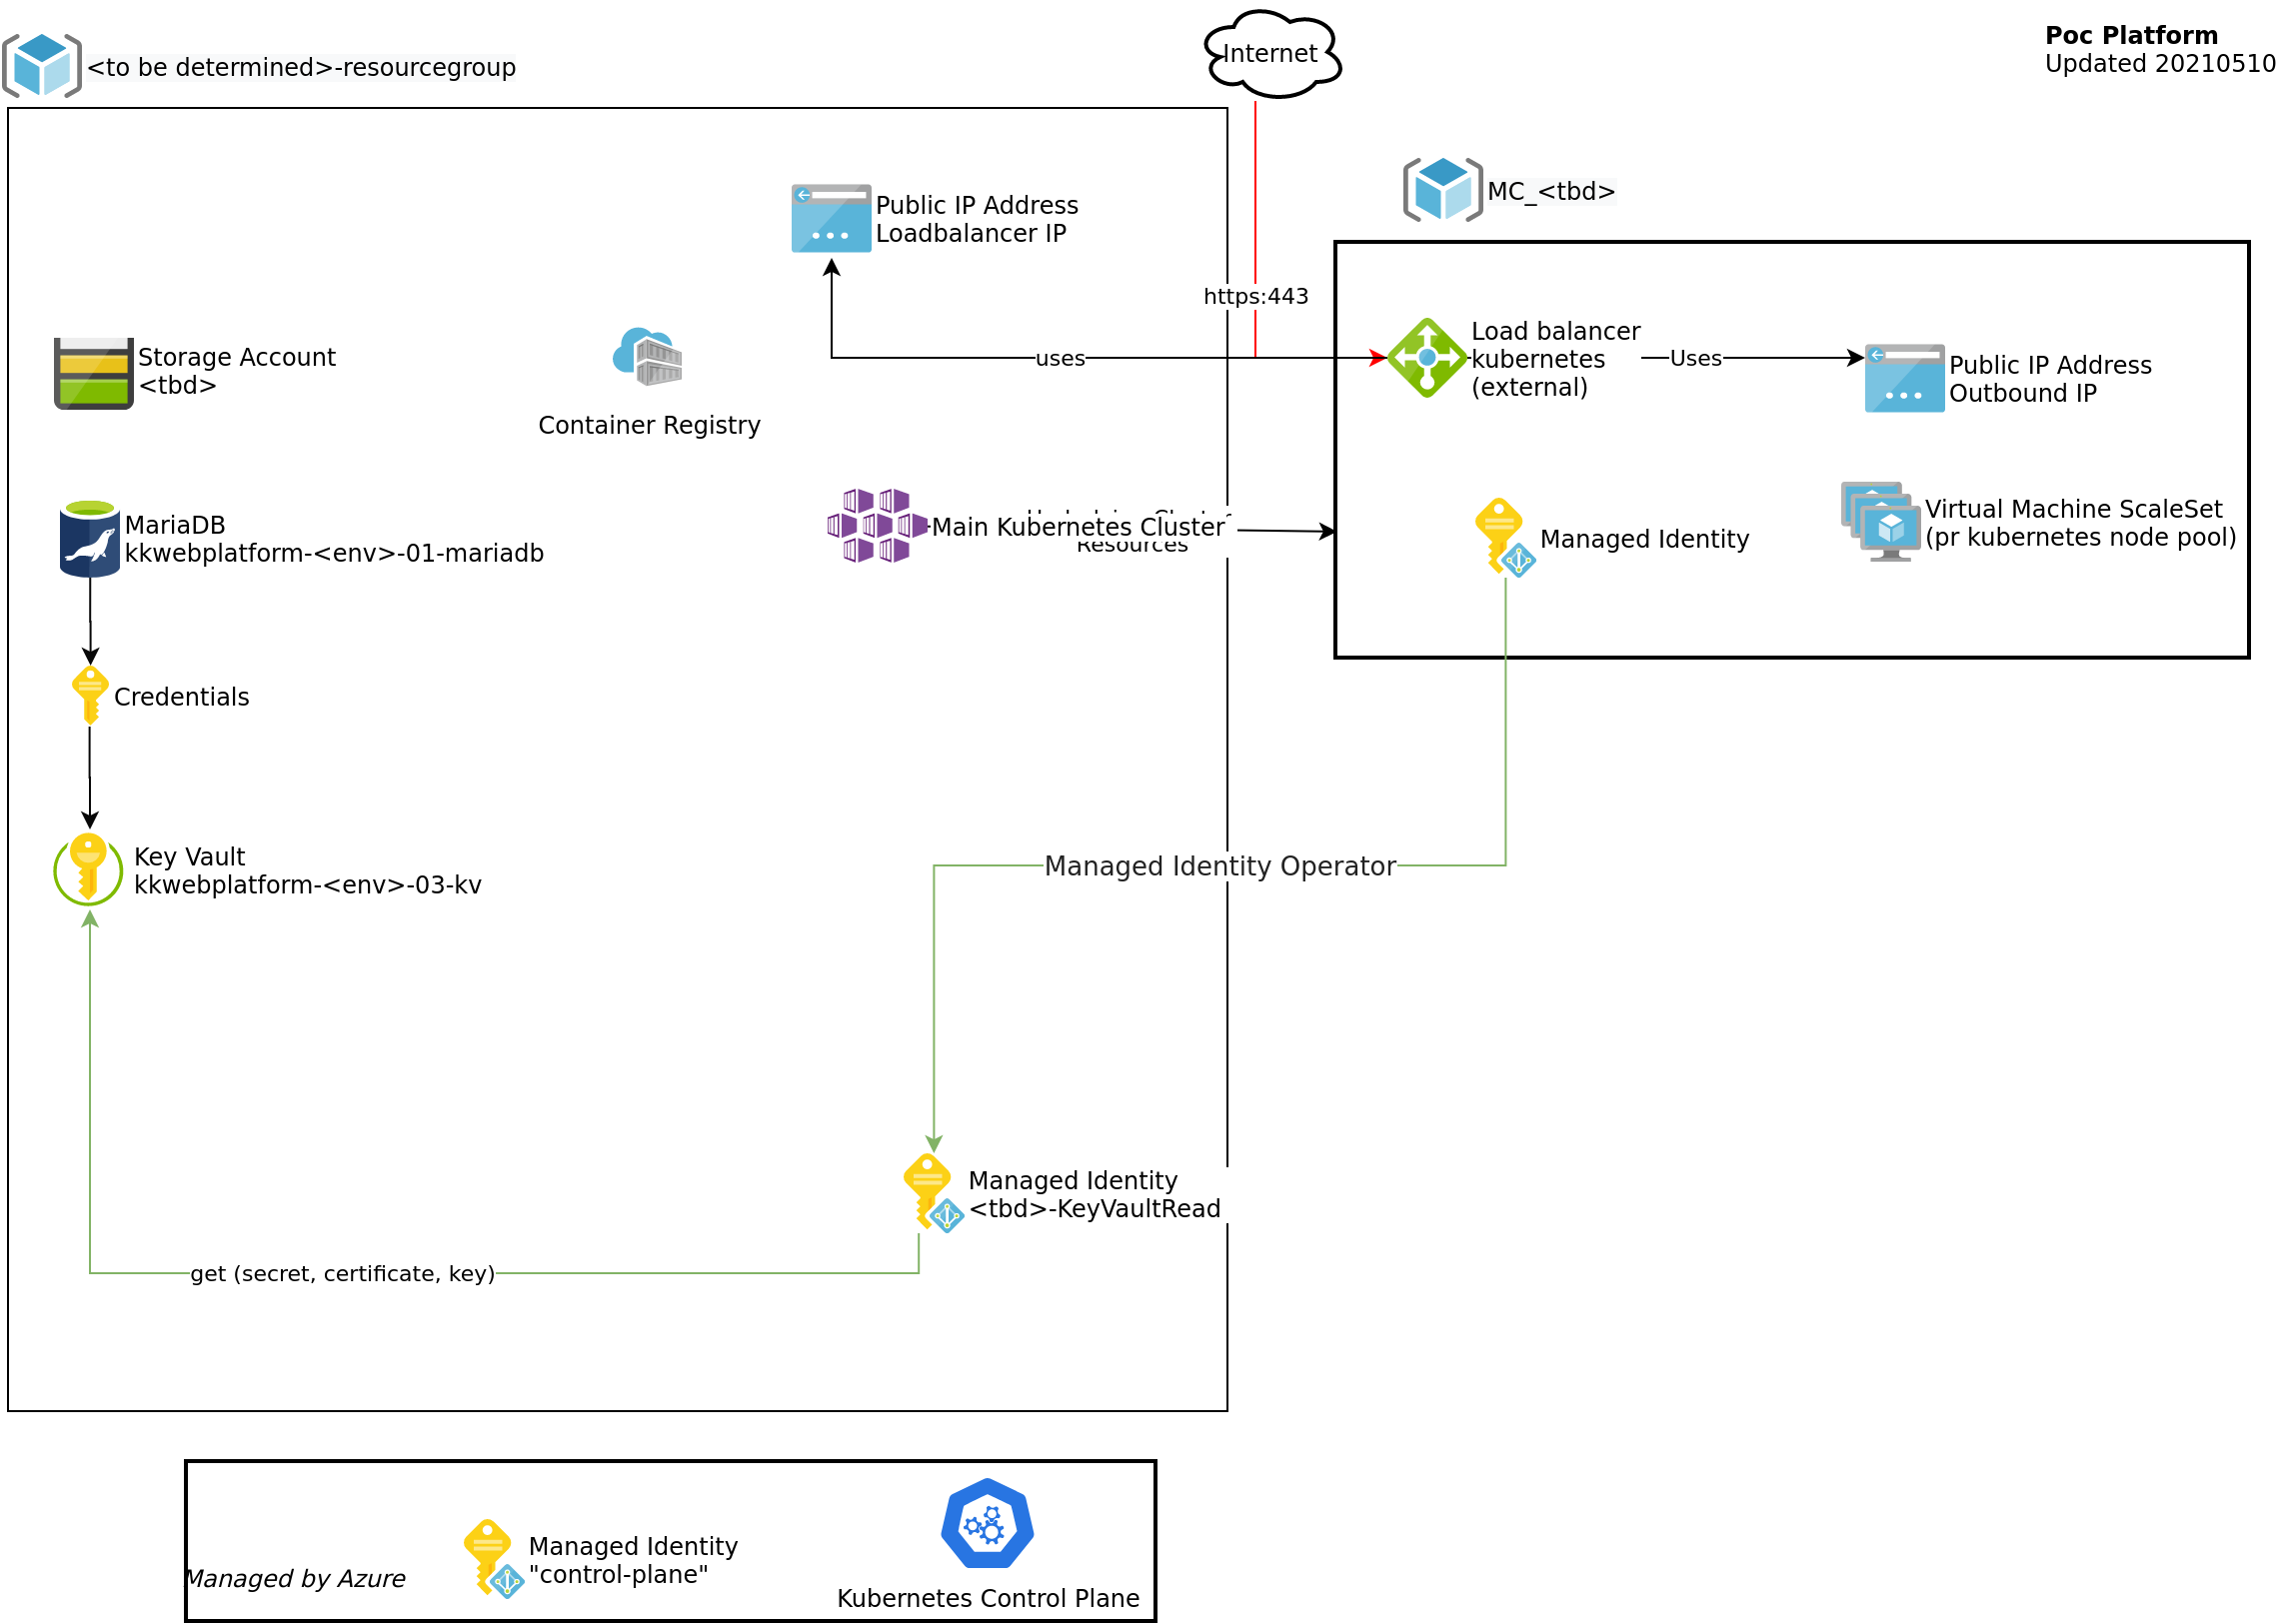 <to be determined>-resourcegroup
Internet
Poc Platform
Updated 20210510
Public IP Address
Loadbalancer IP
MC_<tbd>
https:443
Storage Account
<tbd>
Container Registry
uses
Load balancer
kubernetes
(external)
Uses
Public IP Address
Outbound IP
MariaDB
kkwebplatform-<env>-01-mariadb
Main Kubernetes Cluster
Resources
Managed Identity
Virtual Machine ScaleSet
(pr kubernetes node pool)
Credentials
Key Vault
kkwebplatform-<env>-03-kv
Managed Identity Operator
Managed Identity
<tbd>-KeyVaultRead
get (secret, certificate, key)
Managed by Azure
Managed Identity
"control-plane"
Kubernetes Control Plane